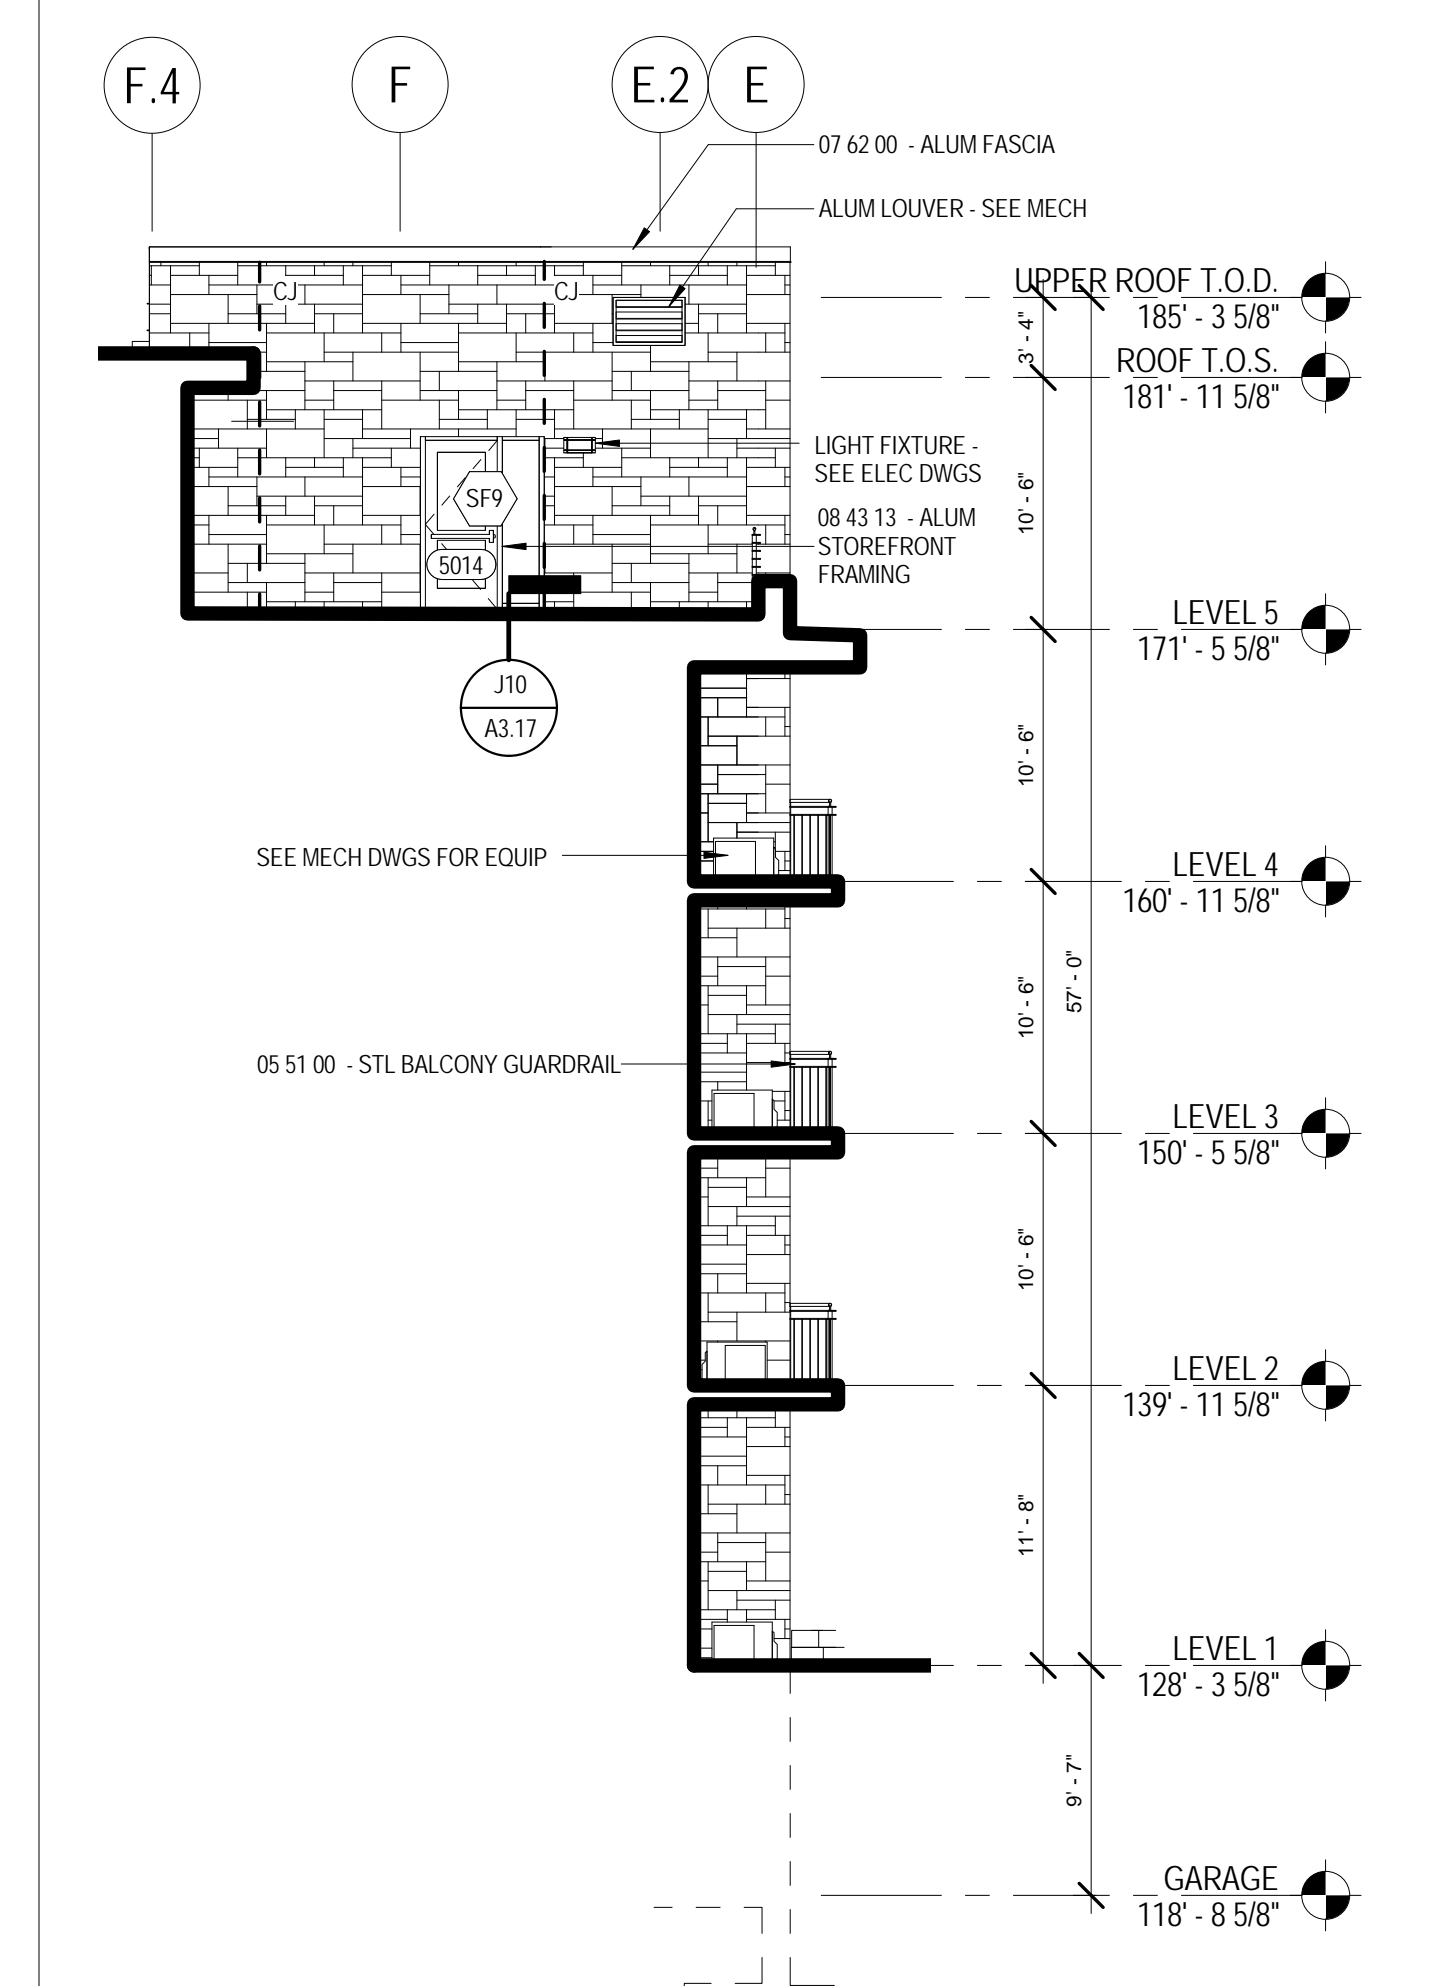 F.4
F
E.2
E
07 62 00 - ALUM FASCIA
ALUM LOUVER - SEE MECH
CJ
CJ
UPPER ROOF T.O.D.
185' - 3 5/8"
3' - 4"
ROOF T.O.S.
181' - 11 5/8"
LIGHT FIXTURE -
SEE ELEC DWGS
SF9
10' - 6"
08 43 13 - ALUM
STOREFRONT
FRAMING
5014
LEVEL 5
171' - 5 5/8"
J10
A3.17
10' - 6"
SEE MECH DWGS FOR EQUIP
LEVEL 4
160' - 11 5/8"
57' - 0"
10' - 6"
05 51 00 - STL BALCONY GUARDRAIL
LEVEL 3
150' - 5 5/8"
10' - 6"
LEVEL 2
139' - 11 5/8"
11' - 8"
LEVEL 1
128' - 3 5/8"
9' - 7"
GARAGE
118' - 8 5/8"